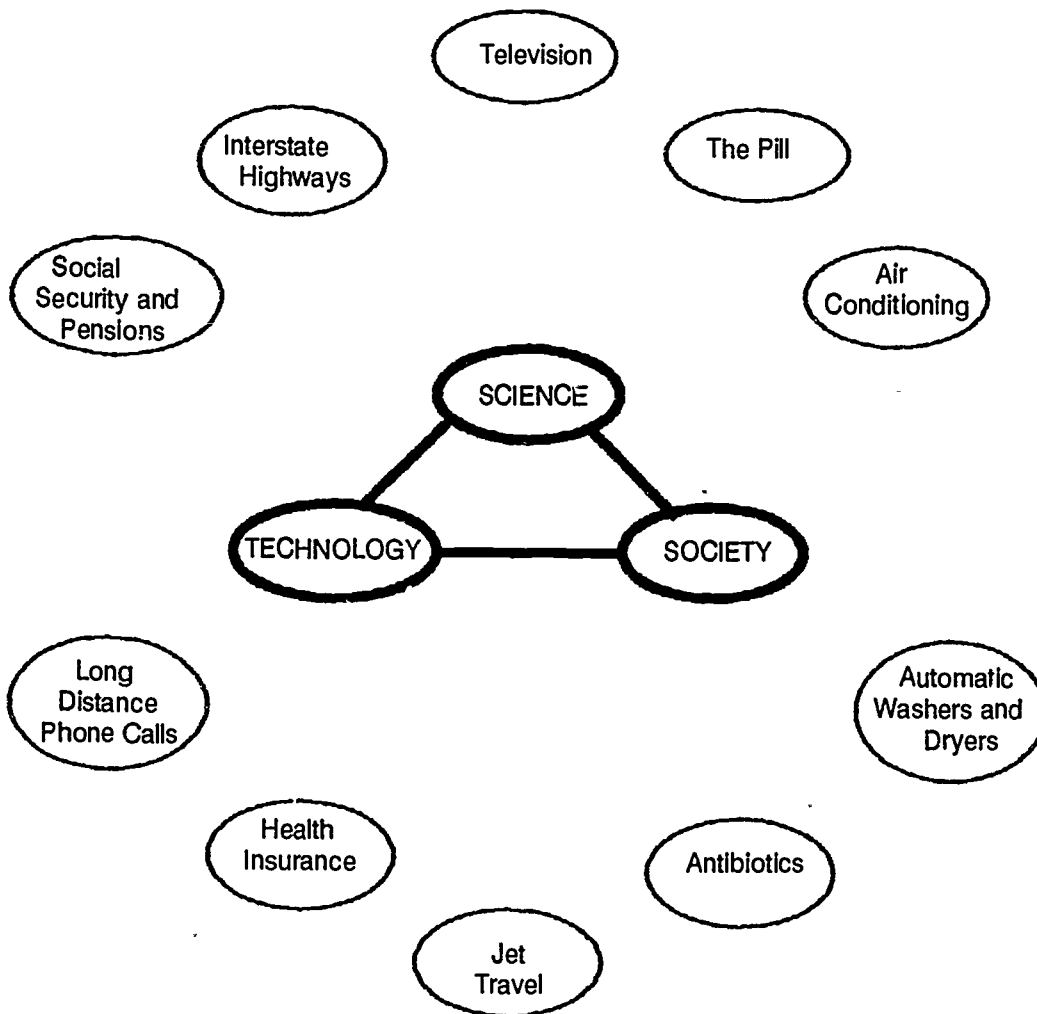 Television
Interstate
Highways
The Pill
Social
Security and
Pensions
Air
Conditioning
SCIENCE
TECHNOLOGY
SOCIETY
Long
Distance
Phone Calls
Automatic
Washers and
Dryers
Health
Insurance
Antibiotics
Jet
Travel